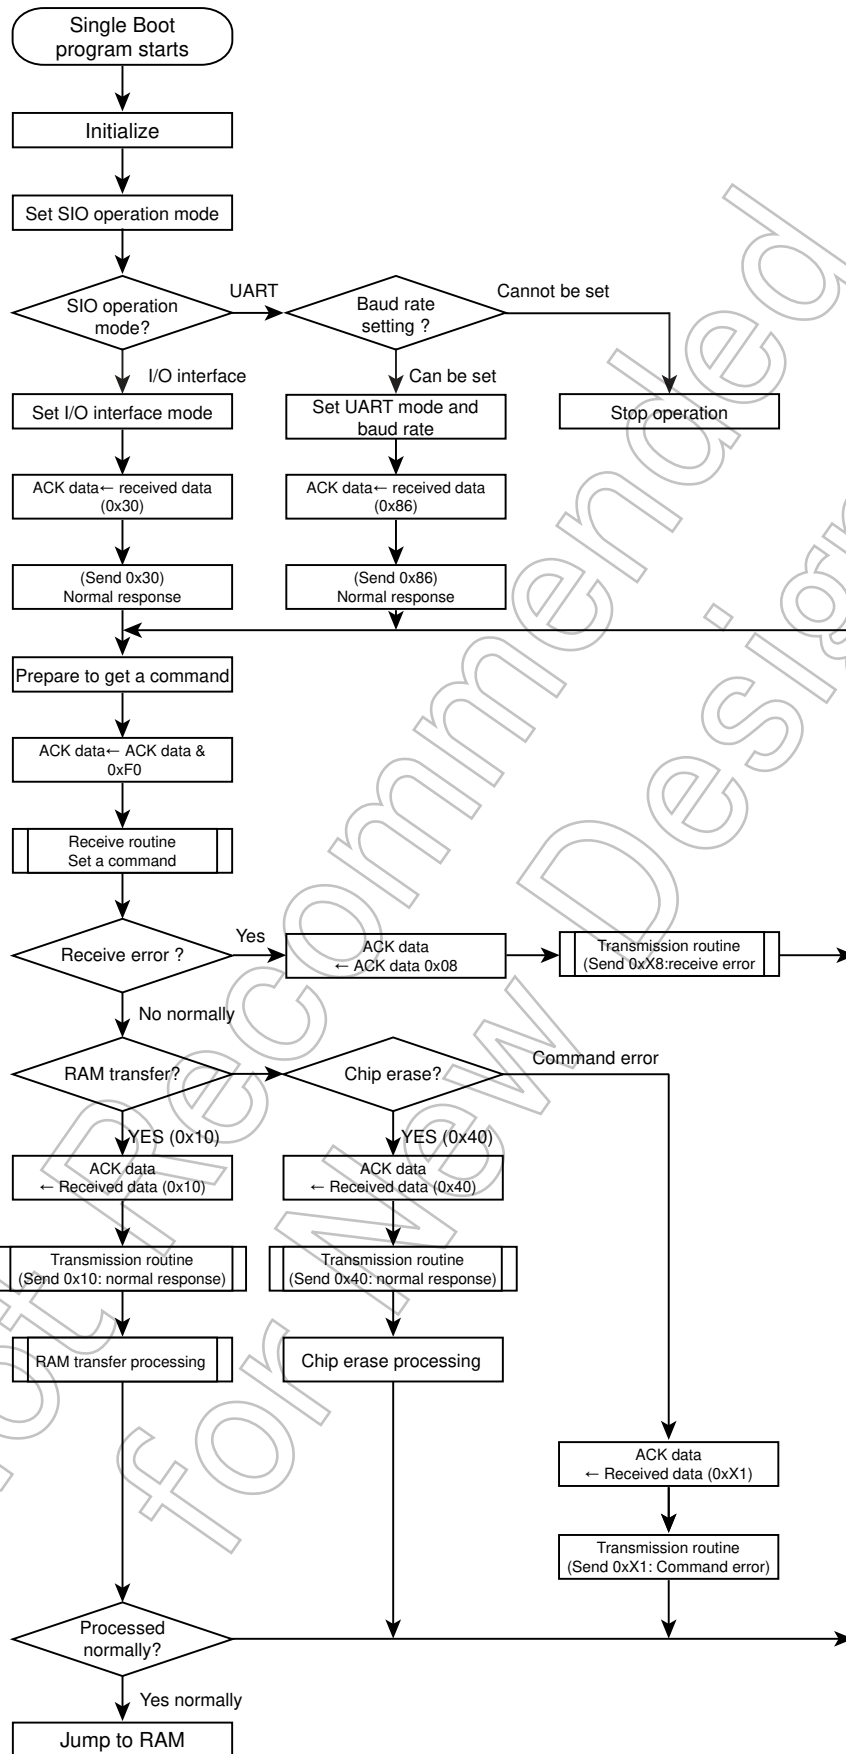 Single Boot
program starts
Initialize
Set SIO operation mode
SIO operation
mode?
UART
Baud rate
setting ?
Cannot be set
I/O interface
Can be set
Set I/O interface mode
Set UART mode and
baud rate
Stop operation
ACK data← received data
(0x30)
ACK data← received data
(0x86)
(Send 0x30)
Normal response
(Send 0x86)
Normal response
Prepare to get a command
ACK data← ACK data &
0xF0
Receive routine
Set a command
Receive error ?
Yes
ACK data
← ACK data 0x08
Transmission routine
(Send 0xX8:receive error
No normally
RAM transfer?
Chip erase?
Command error
YES (0x10)
YES (0x40)
ACK data
← Received data (0x10)
ACK data
← Received data (0x40)
Transmission routine
(Send 0x10: normal response)
Transmission routine
(Send 0x40: normal response)
RAM transfer processing
Chip erase processing
ACK data
← Received data (0xX1)
Transmission routine
(Send 0xX1: Command error)
Processed
normally?
Yes normally
Jump to RAM
Not Recommended
for New Design